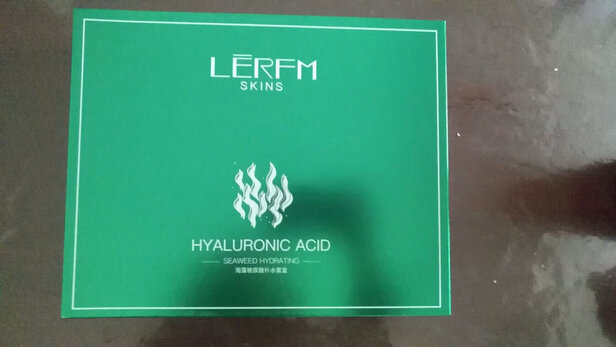 LĒRFM
SKINS
HYALURONIC ACID
SEAWEED HYDRATING
海藻玻尿酸补水套盒